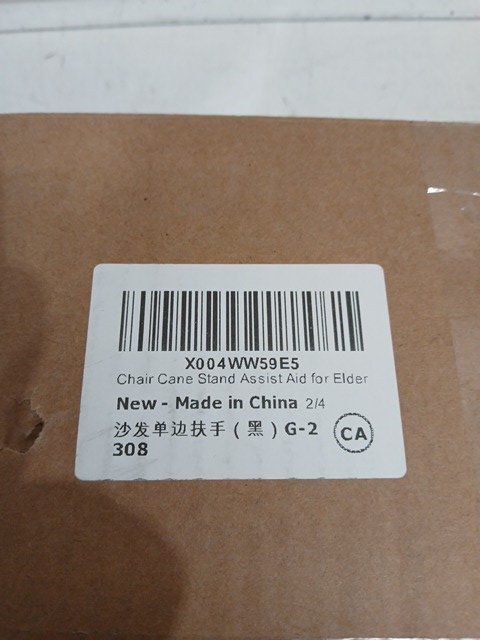 X004WW59E5
Chair Cane Stand Assist Aid for Elder
New - Made in China 2/4
沙发单边扶手（黑）G-2
308
CA